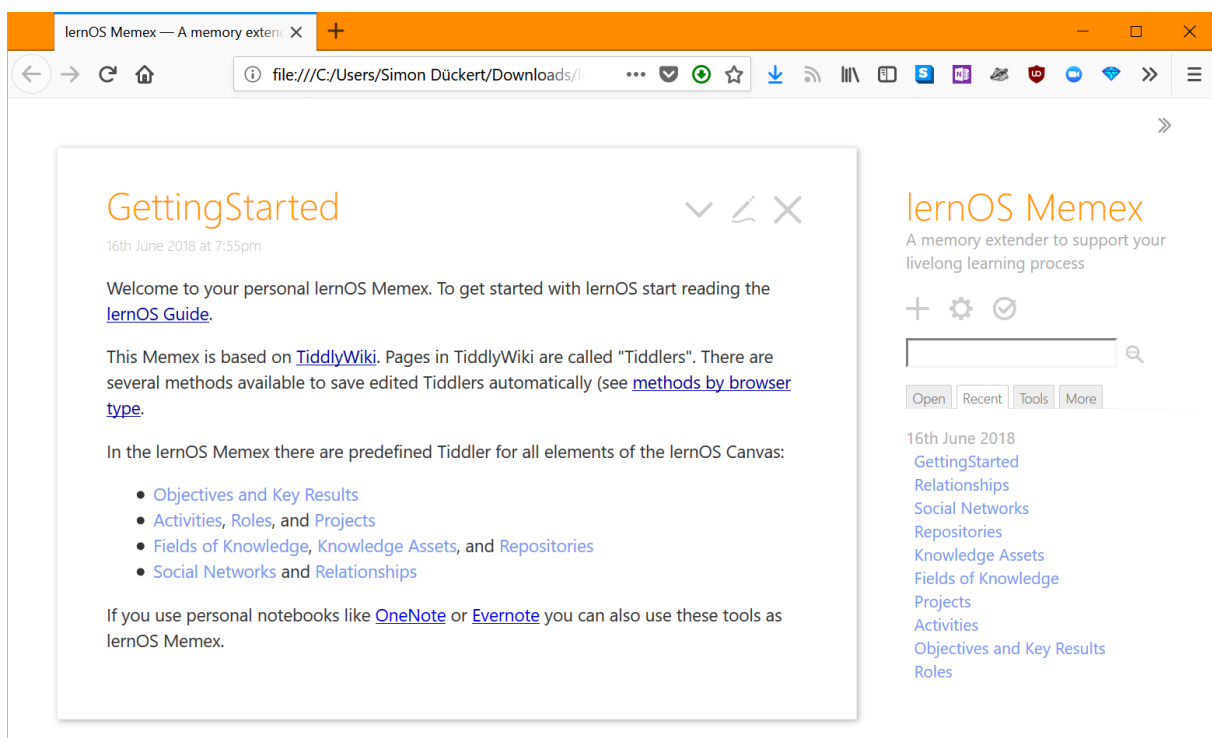 lernOS Memex — A memory exten
file:///C:/Users/Simon Dückert/Downloads/l
GettingStarted
16th June 2018 at 7:55pm
Welcome to your personal lernOS Memex. To get started with lernOS start reading the
lernOS Guide.
This Memex is based on TiddlyWiki. Pages in TiddlyWiki are called "Tiddlers". There are
several methods available to save edited Tiddlers automatically (see methods by browser
type.
In the lernOS Memex there are predefined Tiddler for all elements of the lernOS Canvas:
• Objectives and Key Results
• Activities, Roles, and Projects
• Fields of Knowledge, Knowledge Assets, and Repositories
• Social Networks and Relationships
If you use personal notebooks like OneNote or Evernote you can also use these tools as
lernOS Memex.
lernOS Memex
A memory extender to support your
livelong learning process
Open Recent Tools More
16th June 2018
GettingStarted
Relationships
Social Networks
Repositories
Knowledge Assets
Fields of Knowledge
Projects
Activities
Objectives and Key Results
Roles